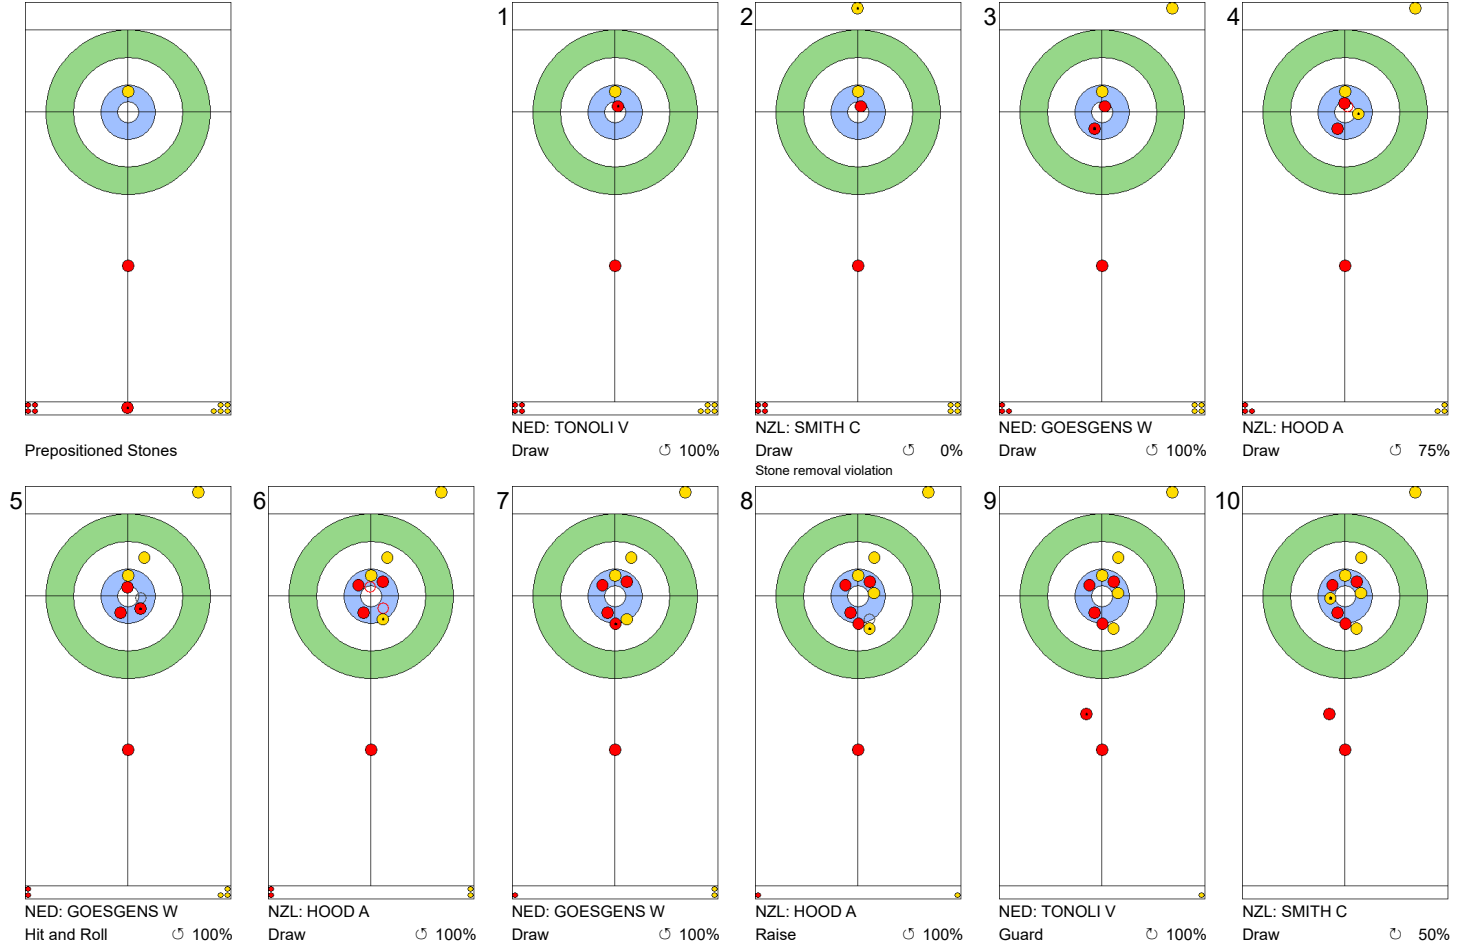 1
2
3
4
Prepositioned Stones
NED: TONOLI V
Draw ↺ 100%
NZL: SMITH C
Draw ↺ 0%
Stone removal violation
NED: GOESGENS W
Draw ↺ 100%
NZL: HOOD A
Draw ↺ 75%
5
6
7
8
9
10
NED: GOESGENS W
Hit and Roll ↺ 100%
NZL: HOOD A
Draw ↺ 100%
NED: GOESGENS W
Draw ↺ 100%
NZL: HOOD A
Raise ↺ 100%
NED: TONOLI V
Guard ↻ 100%
NZL: SMITH C
Draw ↻ 50%